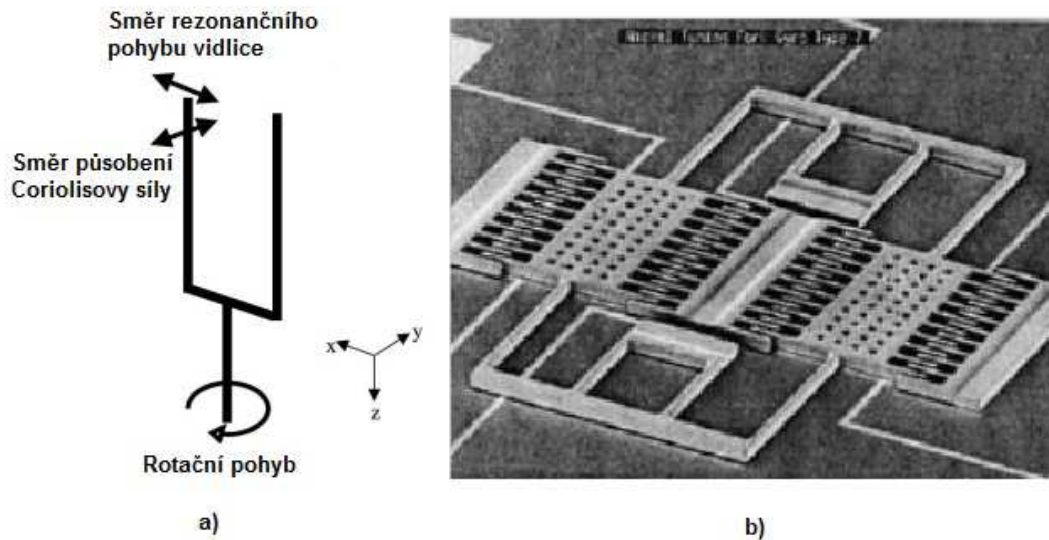 Směr rezonančního
pohybu vidlice
Směr působení
Coriolisovy síly
x
y
z
Rotační pohyb
a)
b)